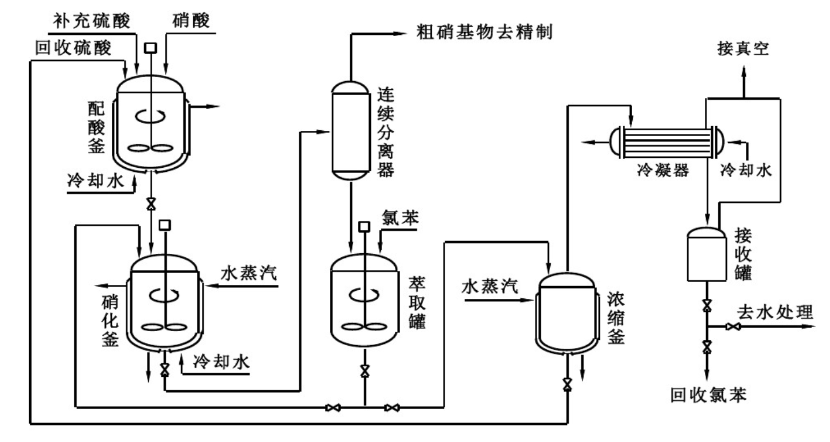 补充硫酸
硝酸
回收硫酸
粗硝基物去精制
接真空
配酸釜
连续分离器
冷凝器
冷却水
冷却水
氯苯
接收罐
水蒸汽
硝化釜
萃取罐
水蒸汽
浓缩釜
去水处理
冷却水
回收氯苯